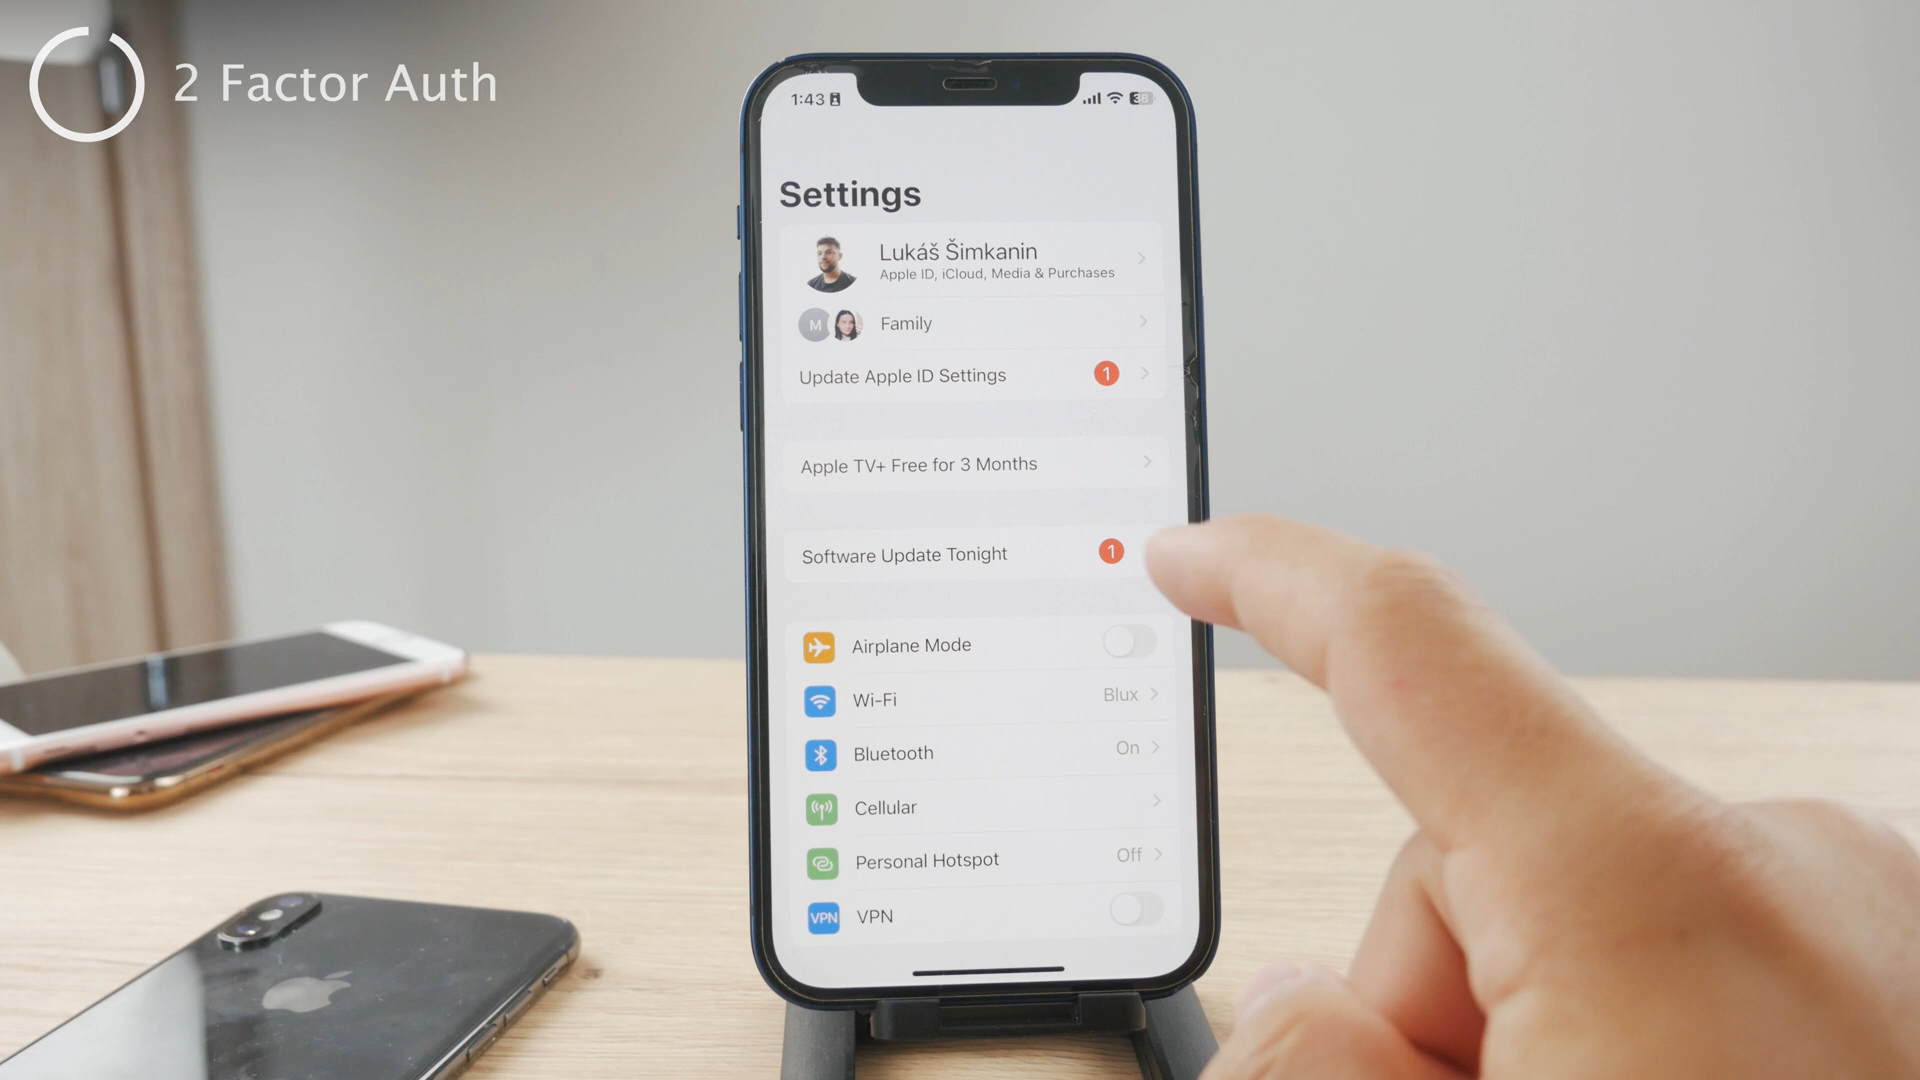 2 Factor Auth
1:43
38
Settings
Lukáš Šimkanin
Apple ID, iCloud, Media & Purchases
M
Family
Update Apple ID Settings
1
Apple TV+ Free for 3 Months
Software Update Tonight
1
Airplane Mode
Wi-Fi
Blux
Bluetooth
On
Cellular
Personal Hotspot
Off
VPN
VPN